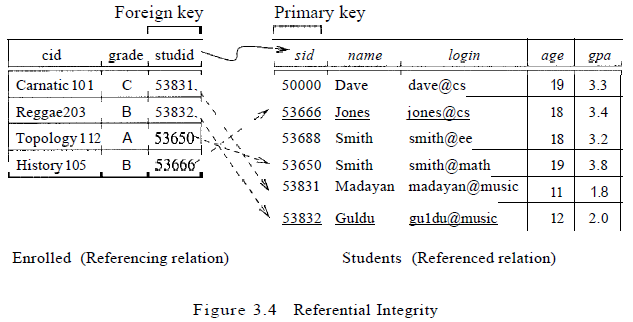 Foreign key Primary key
cid grade studid sid name login age gpa
Carnatic 101 C 53831 50000 Dave dave@cs 19 3.3
Reggae203 B 53832 53666 Jones jones@cs 18 3.4
Topology 112 A 53650 53688 Smith smith@ee 18 3.2
History 105 B 53666 53650 Smith smith@math 19 3.8
53831 Madayan madayan@music 11 1.8
53832 Guldu gu1du@music 12 2.0
Enrolled (Referencing relation) Students (Referenced relation)
Figure 3.4 Referential Integrity